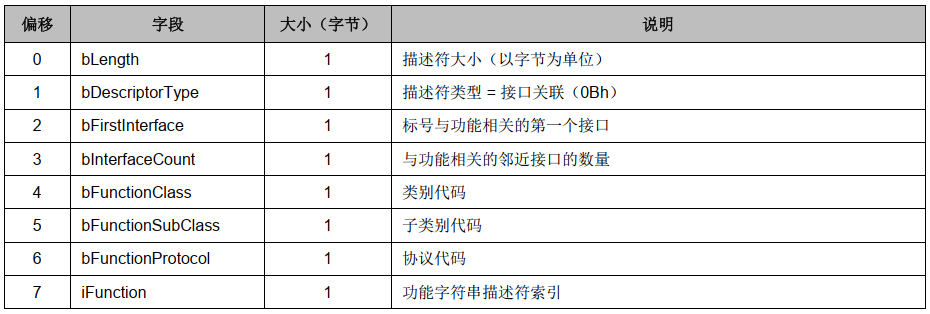 偏移 字段 大小（字节） 说明
0 bLength 1 描述符大小（以字节为单位）
1 bDescriptorType 1 描述符类型 = 接口关联（0Bh）
2 bFirstInterface 1 标号与功能相关的第一个接口
3 bInterfaceCount 1 与功能相关的邻近接口的数量
4 bFunctionClass 1 类别代码
5 bFunctionSubClass 1 子类别代码
6 bFunctionProtocol 1 协议代码
7 iFunction 1 功能字符串描述符索引